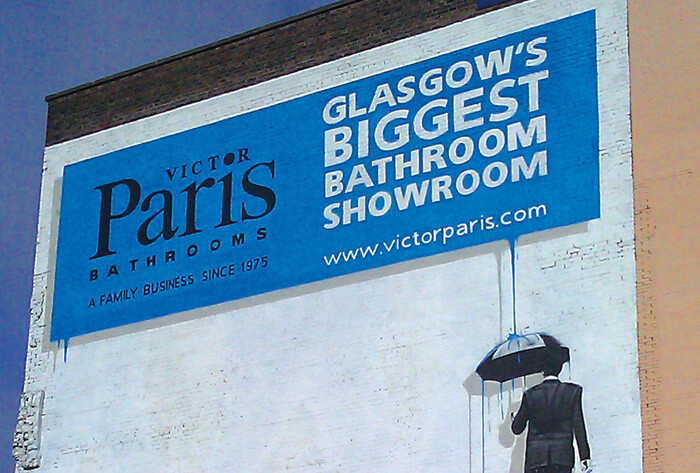 VICTOR
Paris
BATHROOMS
A FAMILY BUSINESS SINCE 1975
GLASGOW'S
BIGGEST
BATHROOM
SHOWROOM
www.victorparis.com